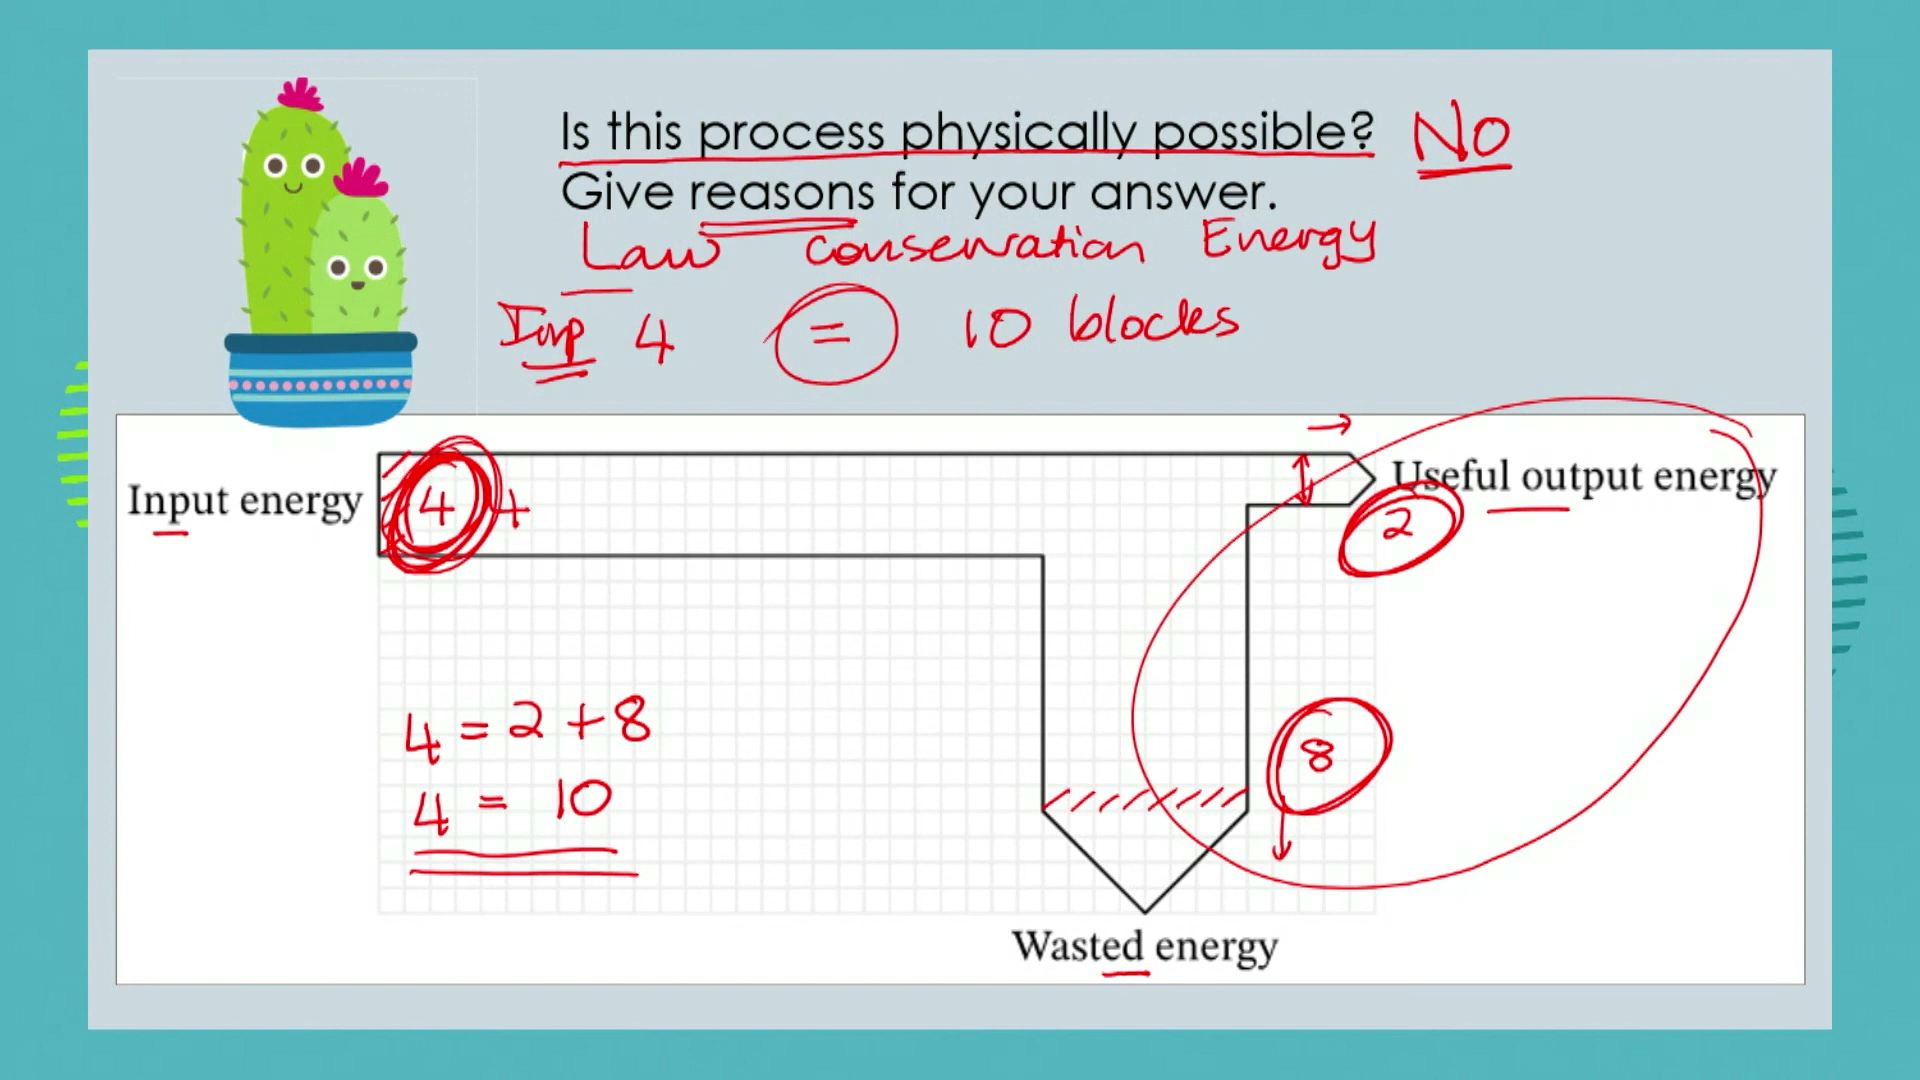 Is this process physically possible? No
Give reasons for your answer.
Law Conservation Energy
Inp 4 = 10 blocks
Input energy
4 4
Useful output energy
2
4 = 2 + 8
8
4 = 10
Wasted energy